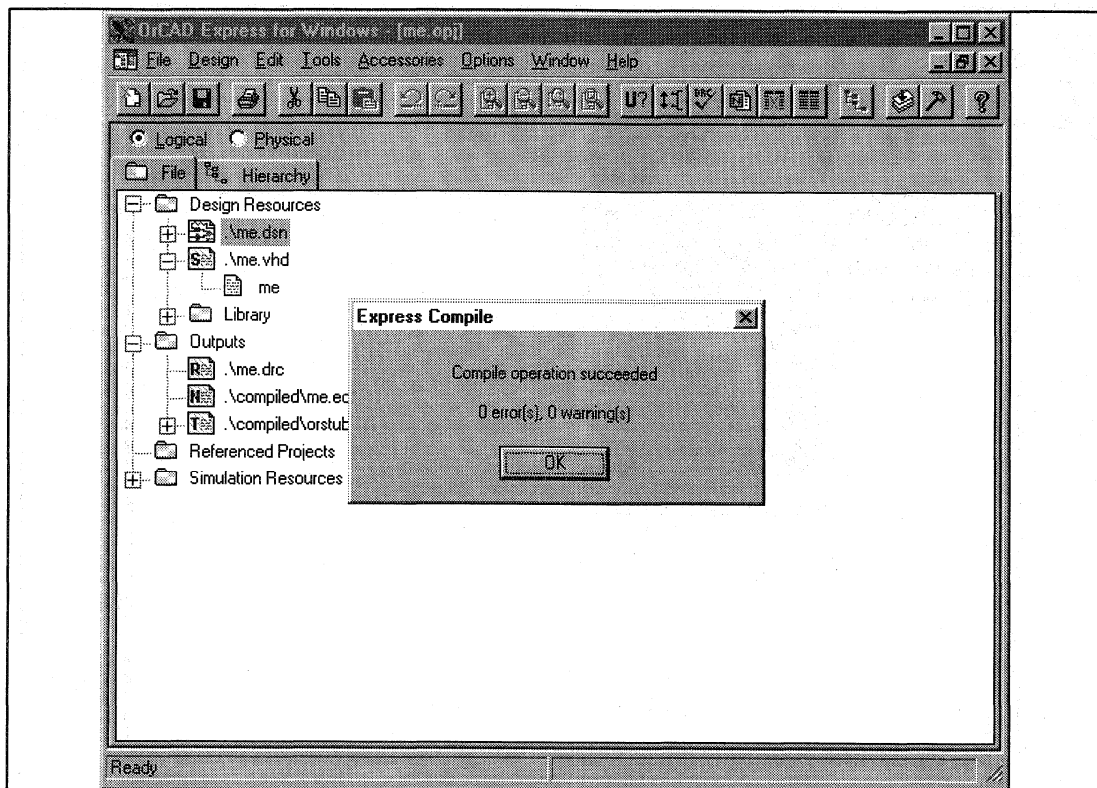 OrCAD Express for Windows - [me.opj]
File Design Edit Tools Accessories Options Window Help
U? DRC
Logical Physical
File Hierarchy
Design Resources
.\me.dsn
.\me.vhd
me
Library
Outputs
.\me.drc
.\compiled\me.ed
.\compiled\orstub
Referenced Projects
Simulation Resources
Express Compile
Compile operation succeeded
0 error(s), 0 warning(s)
OK
Ready